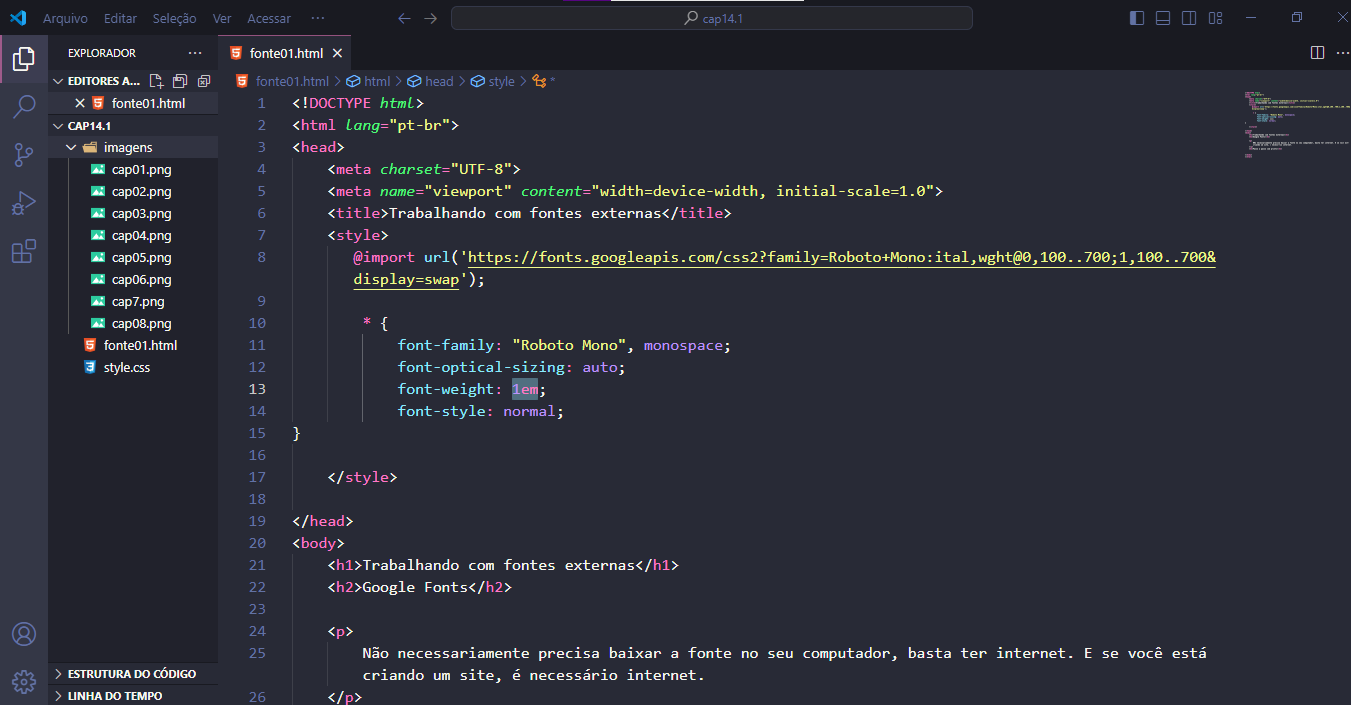 Arquivo Editar Seleção Ver Acessar ··· cap14.1
EXPLORADOR ···
EDITORES A...
fonte01.html
CAP14.1
imagens
cap01.png
cap02.png
cap03.png
cap04.png
cap05.png
cap06.png
cap7.png
cap08.png
fonte01.html
style.css
ESTRUTURA DO CÓDIGO
LINHA DO TEMPO
fonte01.html ···
fonte01.html > html > head > style > *
1 <!DOCTYPE html>
2 <html lang="pt-br">
3 <head>
4 <meta charset="UTF-8">
5 <meta name="viewport" content="width=device-width, initial-scale=1.0">
6 <title>Trabalhando com fontes externas</title>
7 <style>
8 @import url('https://fonts.googleapis.com/css2?family=Roboto+Mono:ital,wght@0,100..700;1,100..700&
display=swap');
9
10 * {
11 font-family: "Roboto Mono", monospace;
12 font-optical-sizing: auto;
13 font-weight: 1em;
14 font-style: normal;
15 }
16
17 </style>
18
19 </head>
20 <body>
21 <h1>Trabalhando com fontes externas</h1>
22 <h2>Google Fonts</h2>
23
24 <p>
25 Não necessariamente precisa baixar a fonte no seu computador, basta ter internet. E se você está
criando um site, é necessário internet.
26 </p>